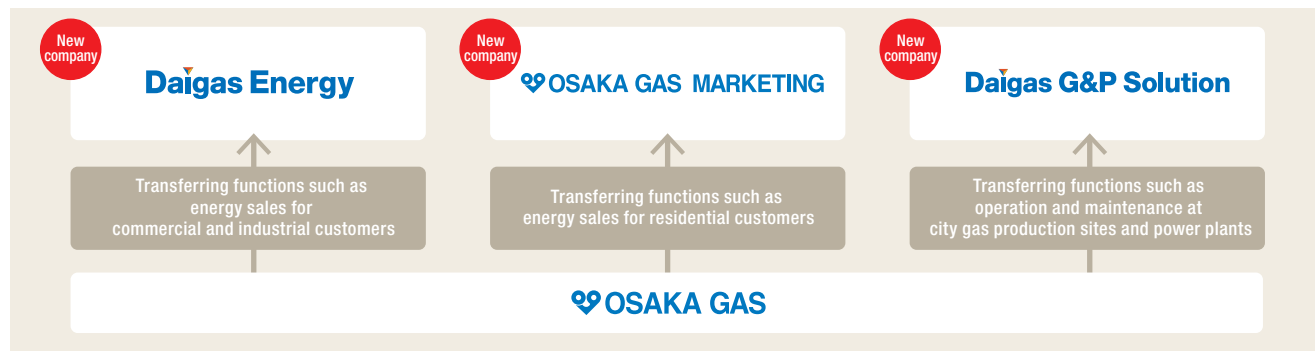 New
company
Daigas Energy
New
company
OSAKA GAS MARKETING
New
company
Daigas G&P Solution
Transferring functions such as
energy sales for
commercial and industrial customers
Transferring functions such as
energy sales for residential customers
Transferring functions such as
operation and maintenance at
city gas production sites and power plants
OSAKA GAS